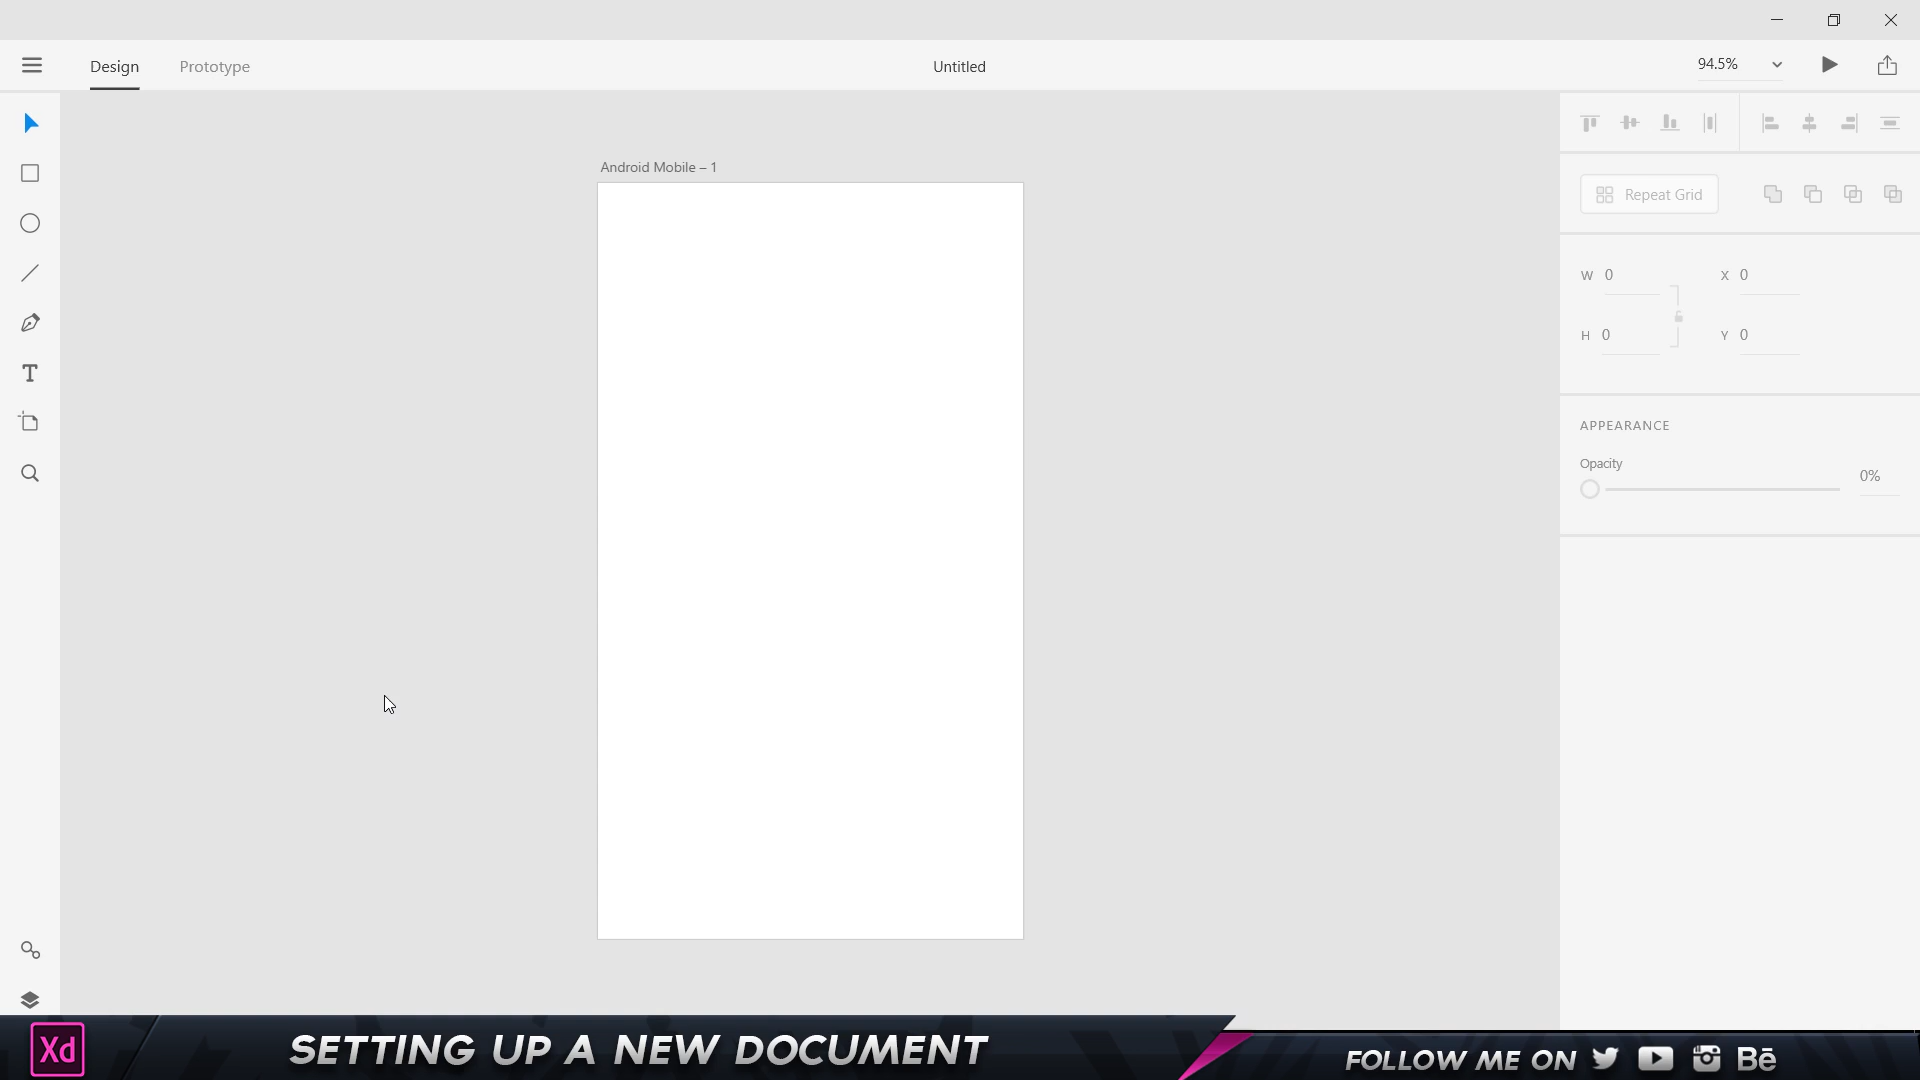 Design
Prototype
Untitled
94.5%
Android Mobile – 1
Repeat Grid
W 0
X 0
H 0
Y 0
APPEARANCE
Opacity
0%
Xd
SETTING UP A NEW DOCUMENT
FOLLOW ME ON
Bē